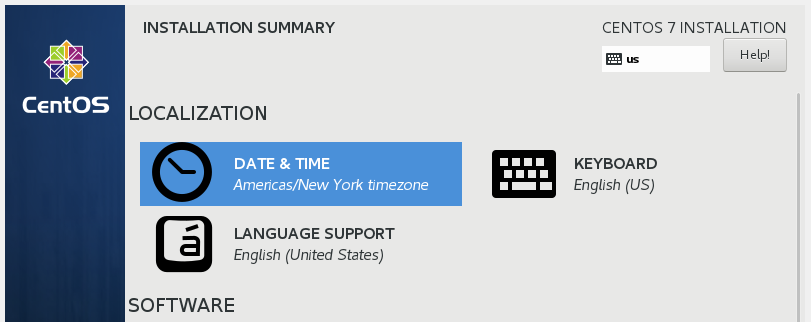 INSTALLATION SUMMARY
CENTOS 7 INSTALLATION
us
Help!
CentOS
LOCALIZATION
DATE & TIME
Americas/New York timezone
KEYBOARD
English (US)
á
LANGUAGE SUPPORT
English (United States)
SOFTWARE